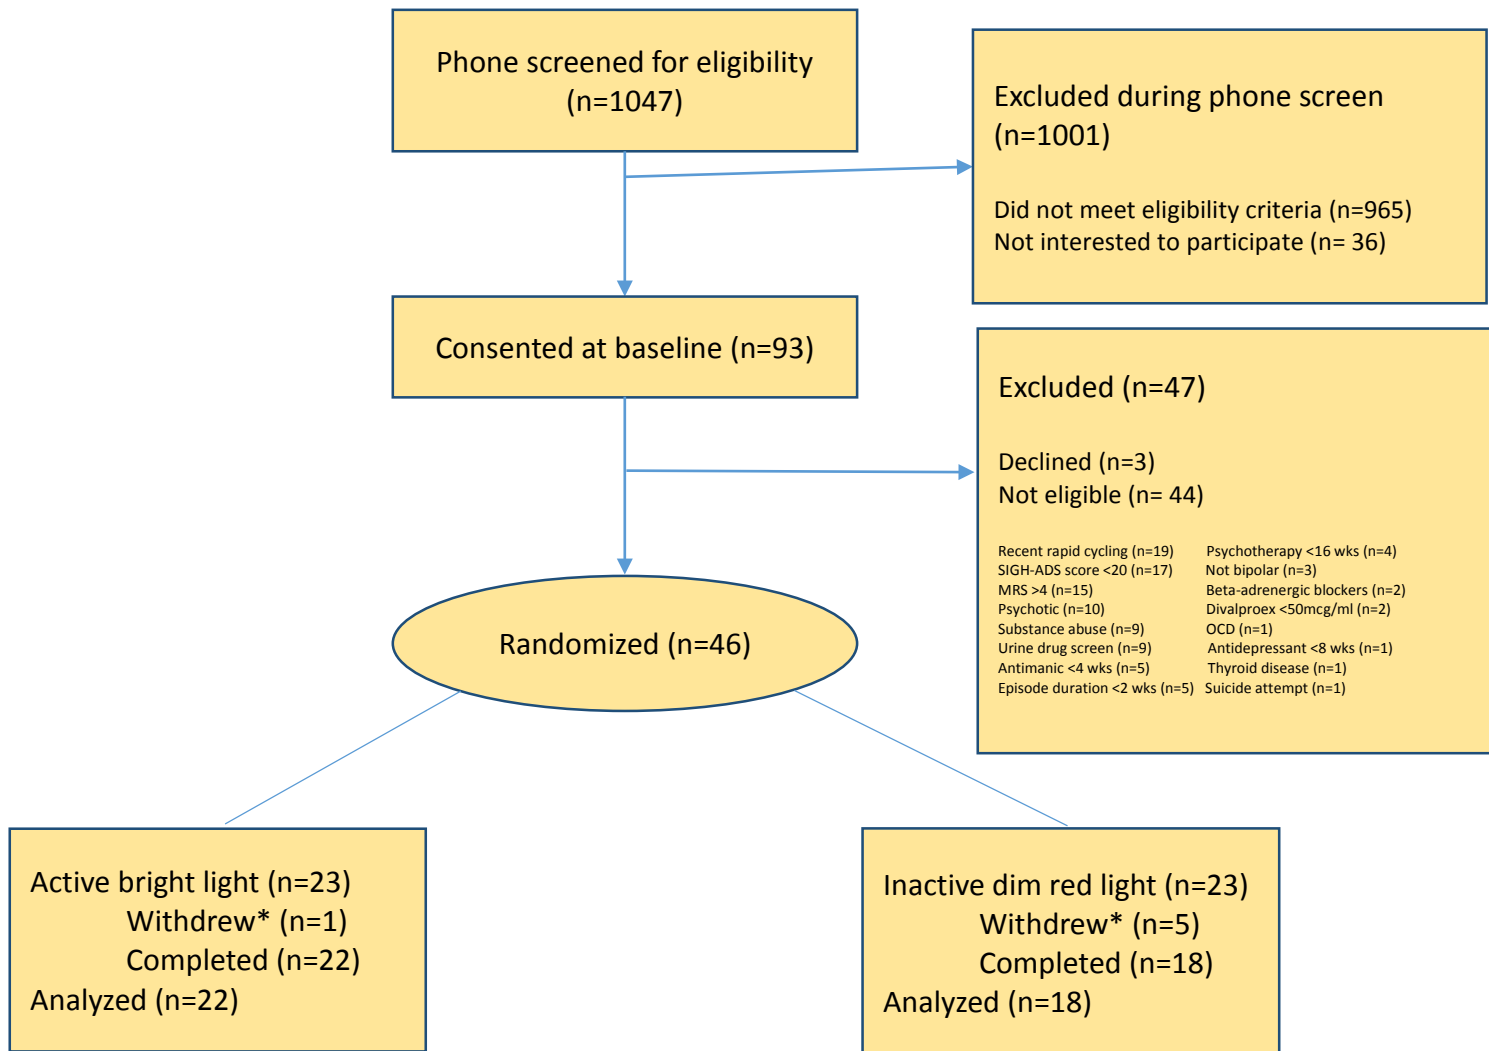 Phone screened for eligibility
(n=1047)
Excluded during phone screen
(n=1001)
Did not meet eligibility criteria (n=965)
Not interested to participate (n= 36)
Consented at baseline (n=93)
Excluded (n=47)
Declined (n=3)
Not eligible (n= 44)
Recent rapid cycling (n=19) Psychotherapy <16 wks (n=4)
SIGH-ADS score <20 (n=17) Not bipolar (n=3)
MRS >4 (n=15) Beta-adrenergic blockers (n=2)
Psychotic (n=10) Divalproex <50mcg/ml (n=2)
Substance abuse (n=9) OCD (n=1)
Urine drug screen (n=9) Antidepressant <8 wks (n=1)
Antimanic <4 wks (n=5) Thyroid disease (n=1)
Episode duration <2 wks (n=5) Suicide attempt (n=1)
Randomized (n=46)
Active bright light (n=23)
Withdrew* (n=1)
Completed (n=22)
Analyzed (n=22)
Inactive dim red light (n=23)
Withdrew* (n=5)
Completed (n=18)
Analyzed (n=18)